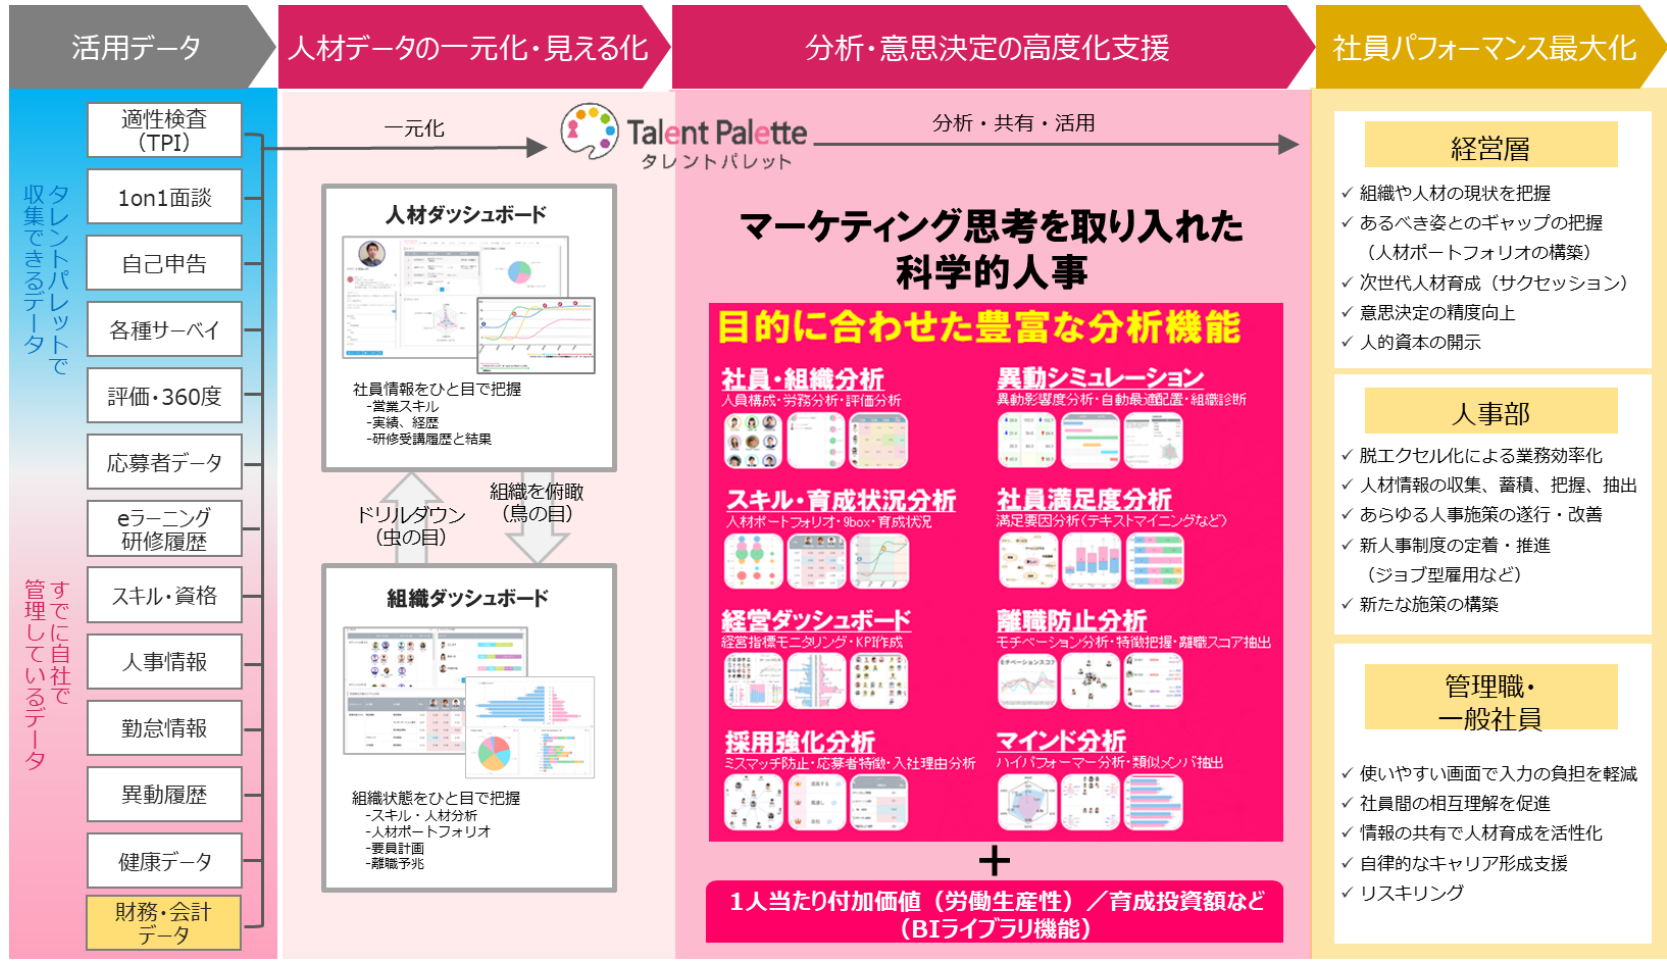 活用データ
人材データの一元化・見える化
分析・意思決定の高度化支援
社員パフォーマンス最大化
タレントパレットで
収集できるデータ
すでに自社で
管理しているデータ
適性検査
（TPI）
1on1面談
自己申告
各種サーベイ
評価・360度
応募者データ
eラーニング
研修履歴
スキル・資格
人事情報
勤怠情報
異動履歴
健康データ
財務・会計
データ
一元化
Talent Palette
タレントパレット
分析・共有・活用
人材ダッシュボード
社員情報をひと目で把握
-営業スキル
-実績、経歴
-研修受講履歴と結果
ドリルダウン
（虫の目）
組織を俯瞰
（鳥の目）
組織ダッシュボード
組織状態をひと目で把握
-スキル・人材分析
-人材ポートフォリオ
-要員計画
-離職予兆
マーケティング思考を取り入れた
科学的人事
目的に合わせた豊富な分析機能
社員・組織分析
人員構成・労務分析・評価分析
異動シミュレーション
異動影響度分析・自動最適配置・組織診断
スキル・育成状況分析
人材ポートフォリオ・9box・育成状況
社員満足度分析
満足要因分析（テキストマイニングなど）
経営ダッシュボード
経営指標モニタリング・KPI作成
離職防止分析
モチベーション分析・特徴把握・離職スコア抽出
モチベーションスコア
採用強化分析
ミスマッチ防止・応募者特徴・入社理由分析
マインド分析
ハイパフォーマー分析・類似メンバ抽出
＋
1人当たり付加価値（労働生産性）／育成投資額など
（BIライブラリ機能）
経営層
✓ 組織や人材の現状を把握
✓ あるべき姿とのギャップの把握
（人材ポートフォリオの構築）
✓ 次世代人材育成（サクセッション）
✓ 意思決定の精度向上
✓ 人的資本の開示
人事部
✓ 脱エクセル化による業務効率化
✓ 人材情報の収集、蓄積、把握、抽出
✓ あらゆる人事施策の遂行・改善
✓ 新人事制度の定着・推進
（ジョブ型雇用など）
✓ 新たな施策の構築
管理職・
一般社員
✓ 使いやすい画面で入力の負担を軽減
✓ 社員間の相互理解を促進
✓ 情報の共有で人材育成を活性化
✓ 自律的なキャリア形成支援
✓ リスキリング